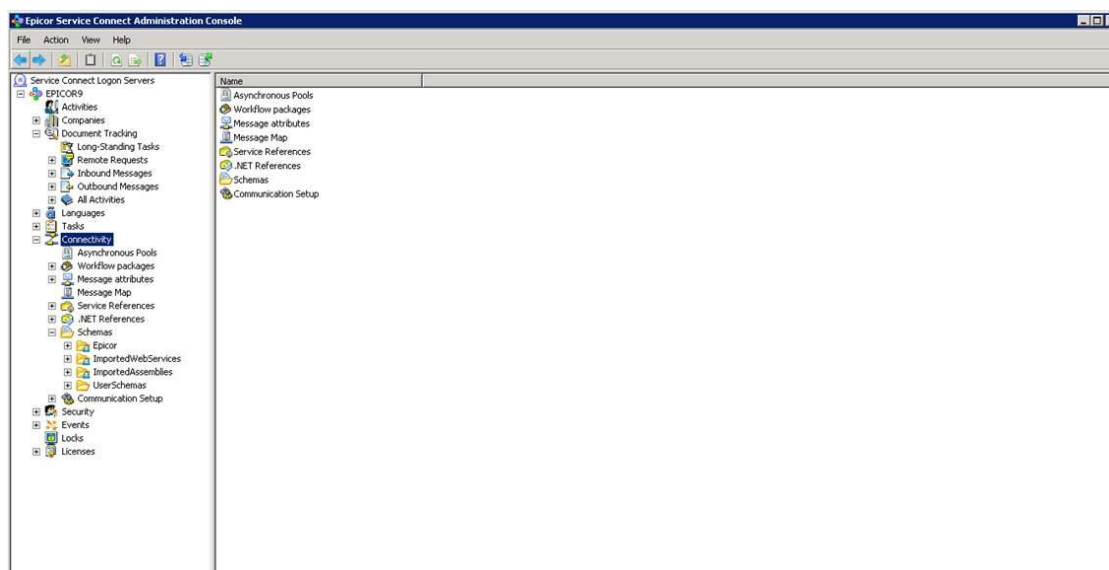 Epicor Service Connect Administration Console
File Action View Help
Service Connect Logon Servers
EPICOR9
Activities
Companies
Document Tracking
Long-Standing Tasks
Remote Requests
Inbound Messages
Outbound Messages
All Activities
Languages
Tasks
Connectivity
Asynchronous Pools
Workflow packages
Message attributes
Message Map
Service References
.NET References
Schemas
Epicor
ImportedWebServices
ImportedAssemblies
UserSchemas
Communication Setup
Security
Events
Locks
Licenses
Name
Asynchronous Pools
Workflow packages
Message attributes
Message Map
Service References
.NET References
Schemas
Communication Setup